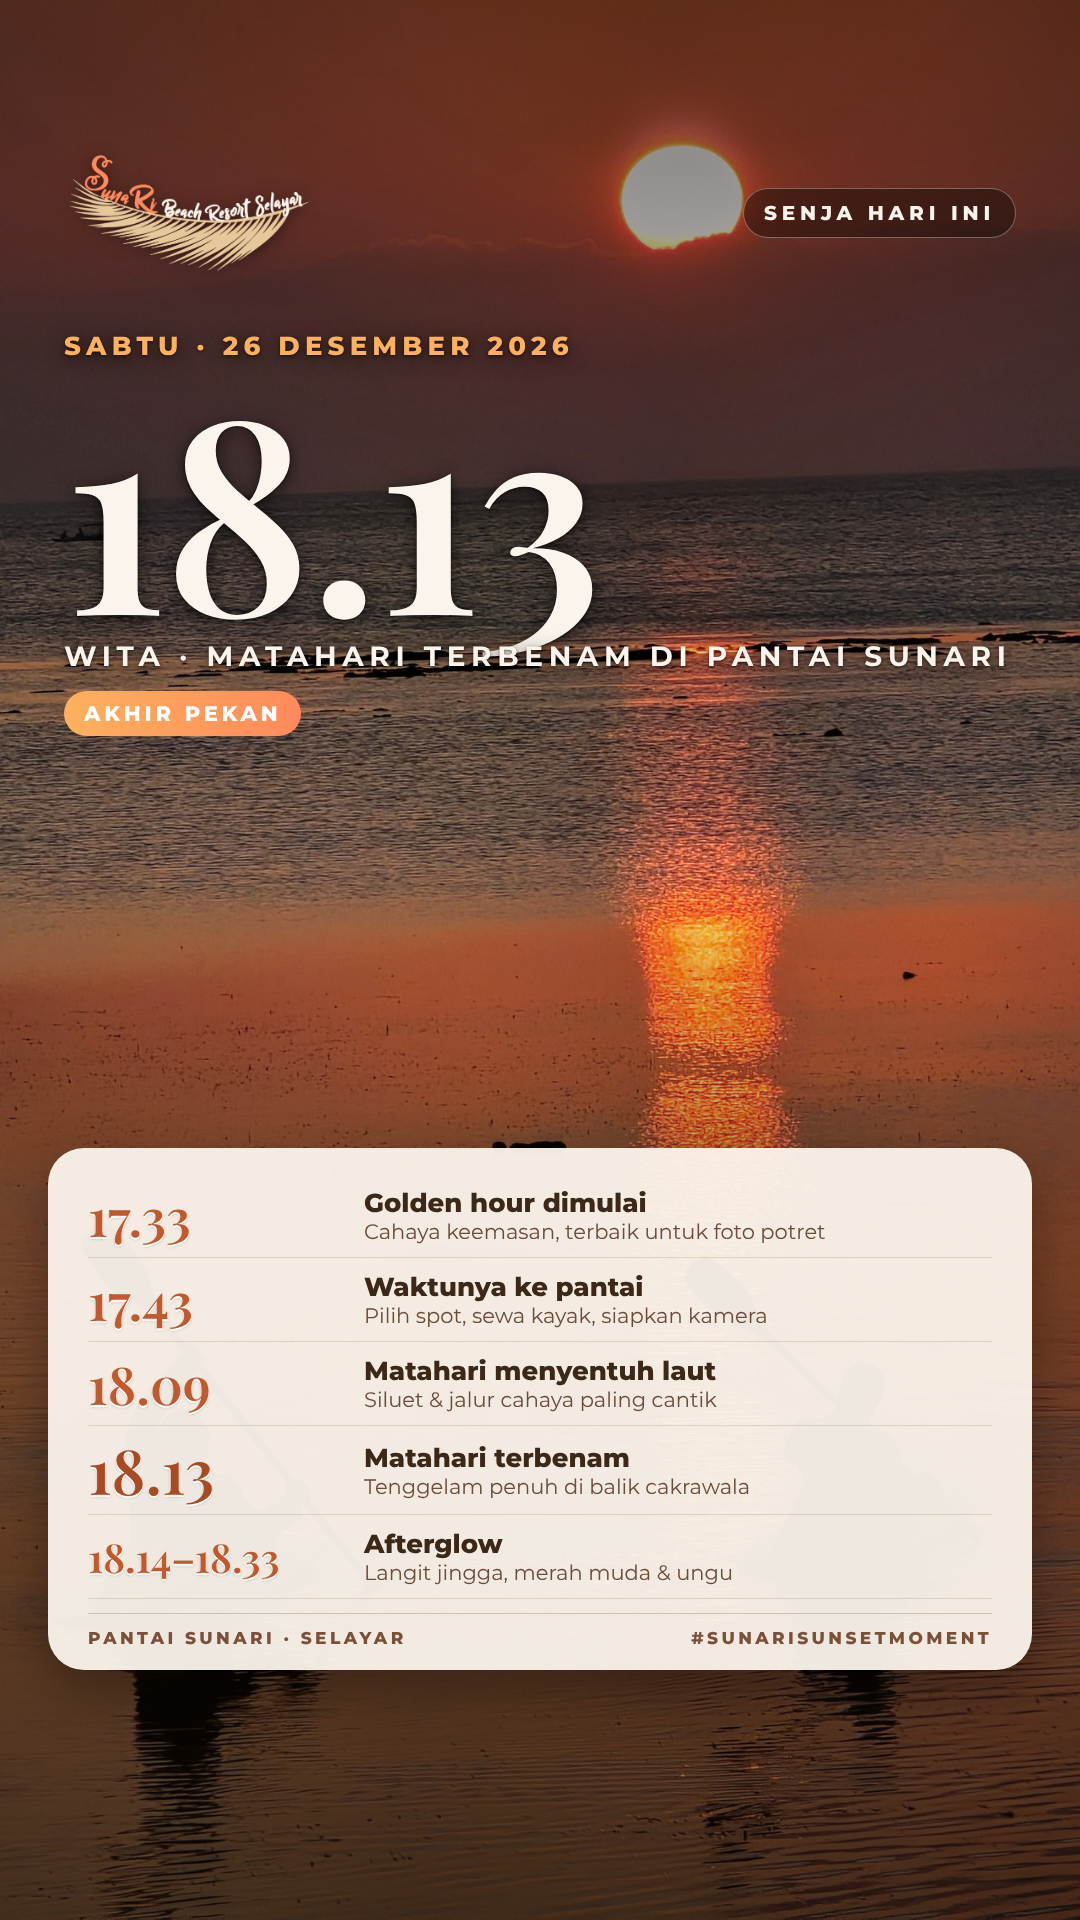 SunaRi Beach Resort Selayar
SENJA HARI INI
SABTU · 26 DESEMBER 2026
18.13
WITA · MATAHARI TERBENAM DI PANTAI SUNARI
AKHIR PEKAN
17.33
Golden hour dimulai
Cahaya keemasan, terbaik untuk foto potret
17.43
Waktunya ke pantai
Pilih spot, sewa kayak, siapkan kamera
18.09
Matahari menyentuh laut
Siluet & jalur cahaya paling cantik
18.13
Matahari terbenam
Tenggelam penuh di balik cakrawala
18.14–18.33
Afterglow
Langit jingga, merah muda & ungu
PANTAI SUNARI · SELAYAR
#SUNARISUNSETMOMENT